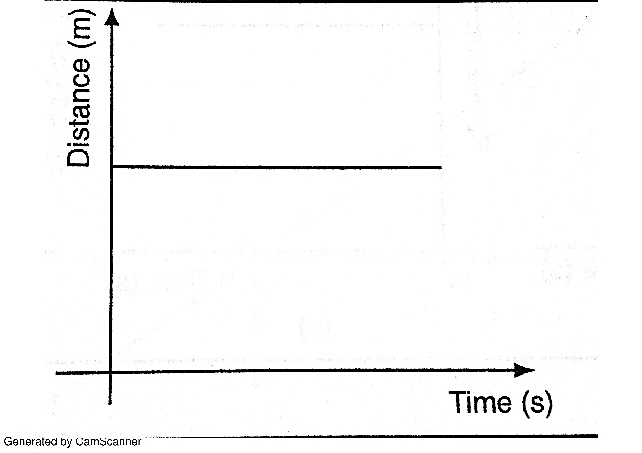 Distance (m)
Time (s)
Generated by CamScanner